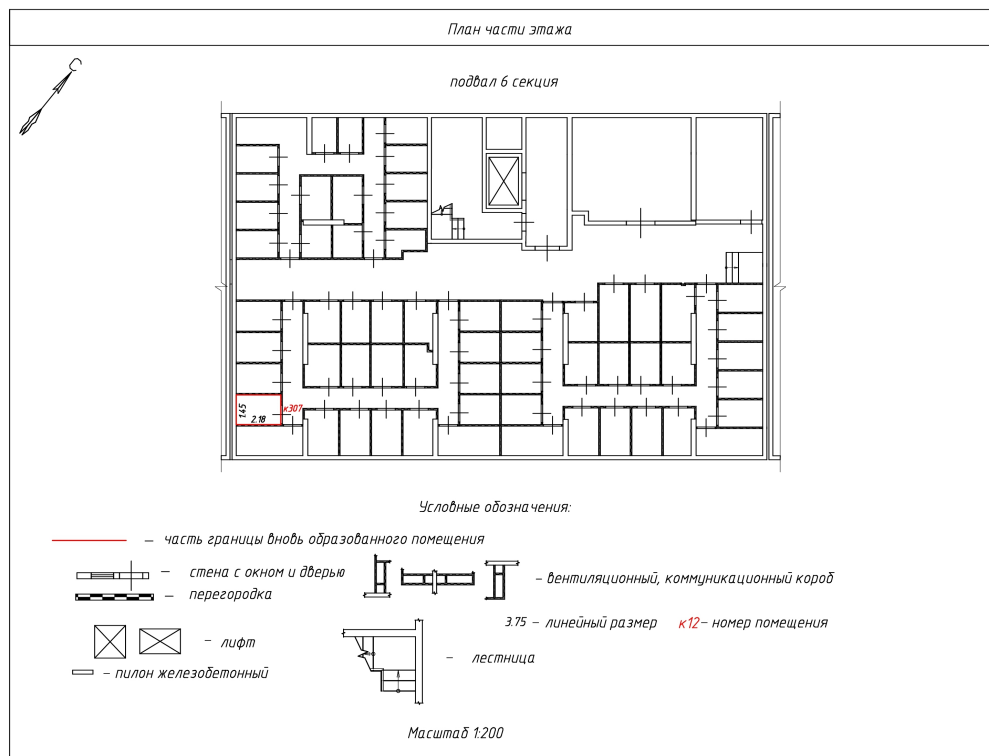 План части этажа
С
подвал 6 секция
1.45
2.18
к307
Условные обозначения:
– часть границы вновь образованного помещения
– стена с окном и дверью
– перегородка
– вентиляционный, коммуникационный короб
3.75 – линейный размер к12– номер помещения
– лифт
– лестница
– пилон железобетонный
Масштаб 1:200